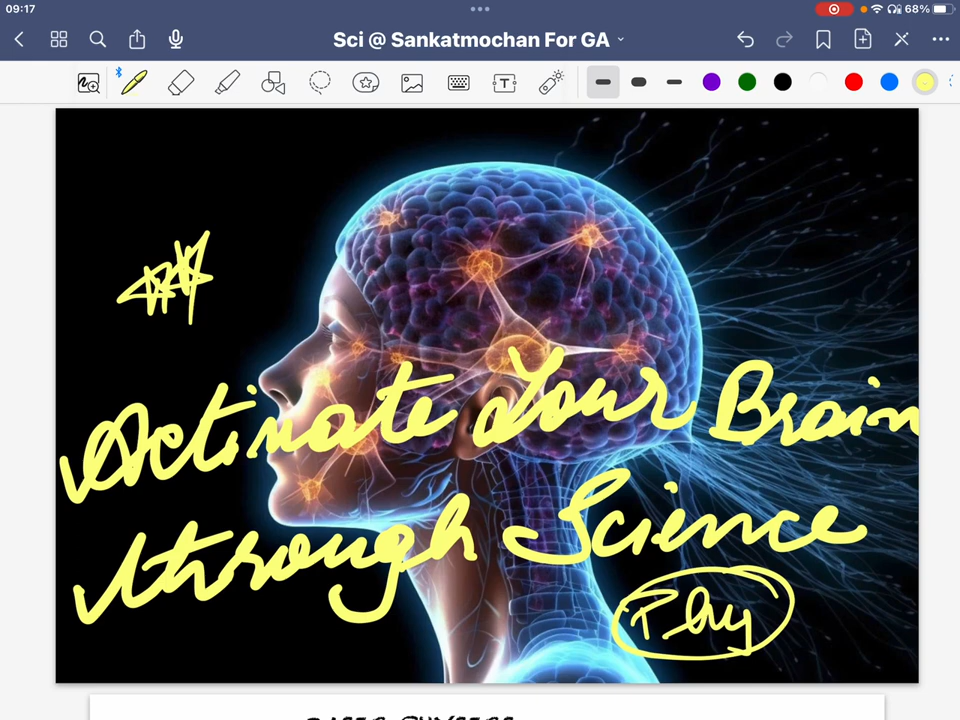 09:17
68%
Sci @ Sankatmochan For GA
Activate Your Brain
through Science
Phy